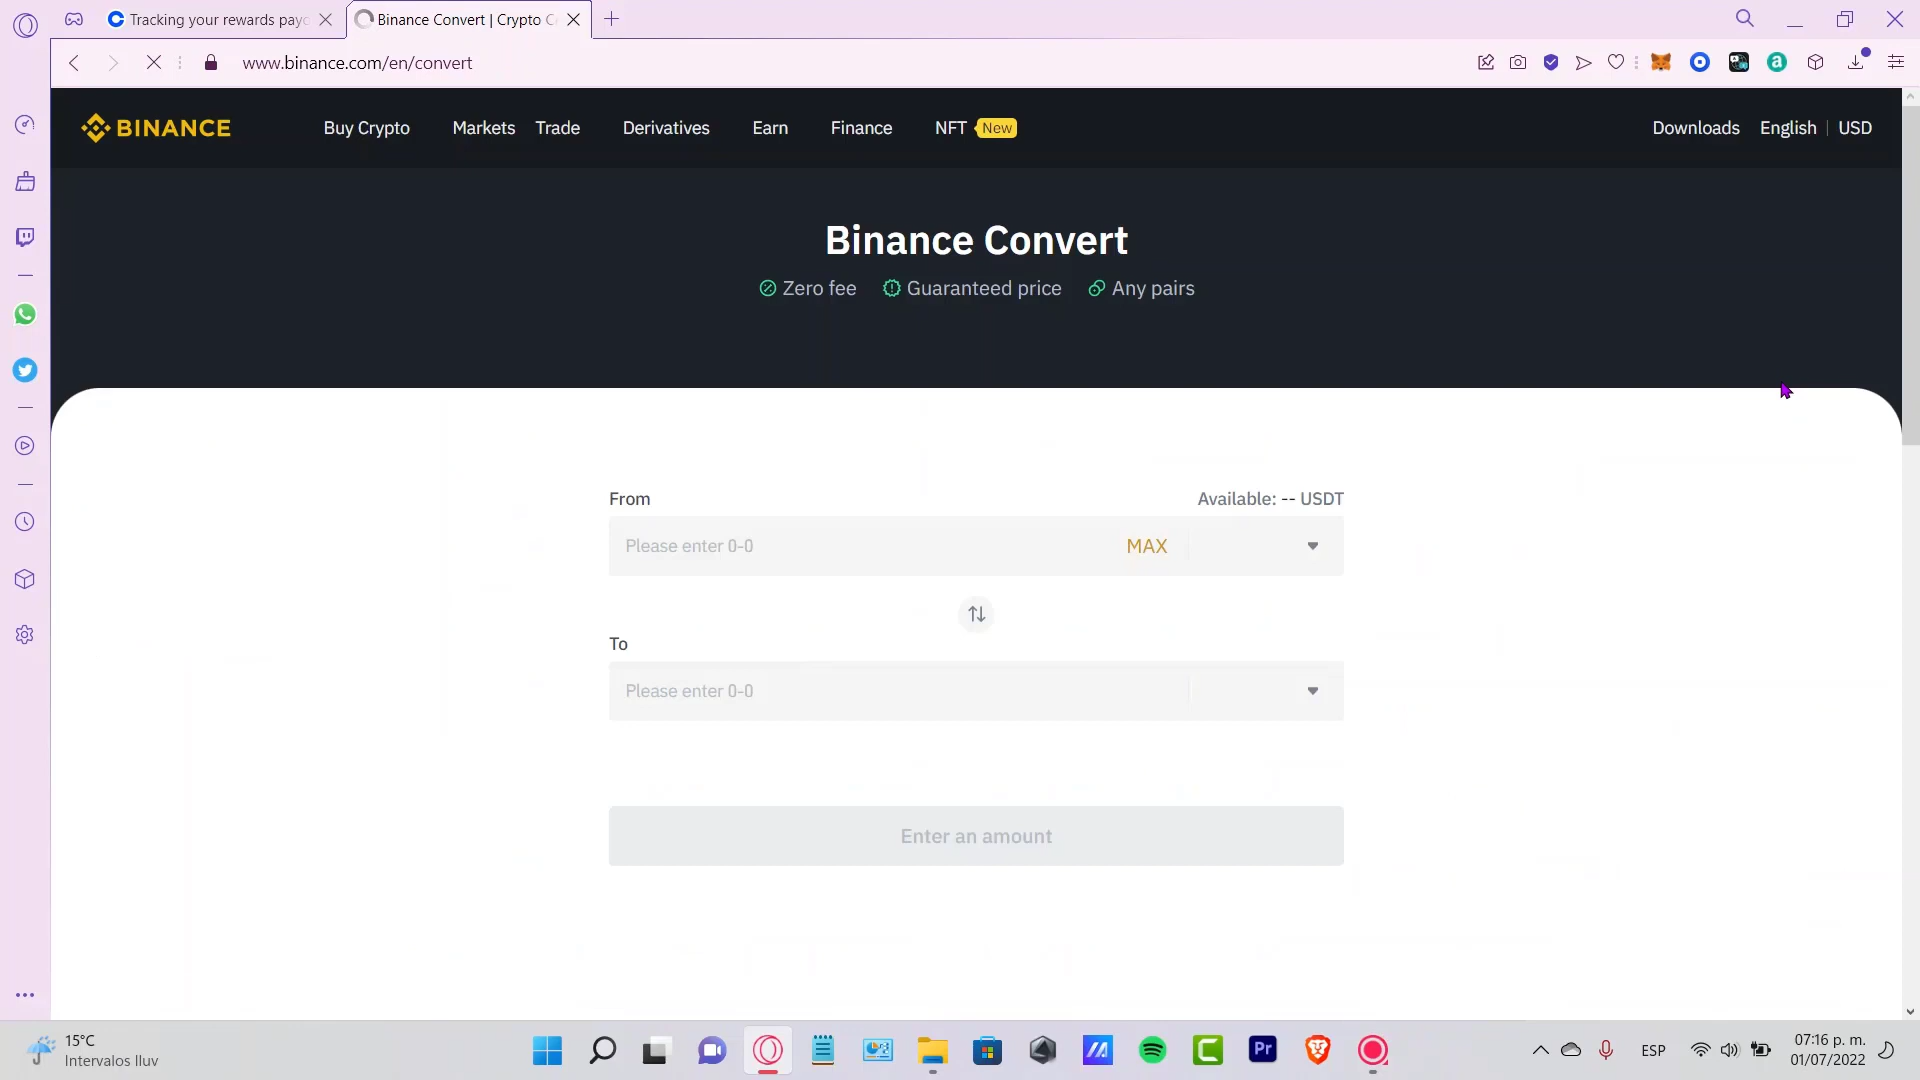 Tracking your rewards payo
Binance Convert | Crypto C
www.binance.com/en/convert
BINANCE
Buy Crypto
Markets
Trade
Derivatives
Earn
Finance
NFT New
Downloads
English | USD
Binance Convert
Zero fee
Guaranteed price
Any pairs
From
Available: -- USDT
Please enter 0-0
MAX
To
Please enter 0-0
Enter an amount
15°C
Intervalos lluv
Pr
ESP
07:16 p. m.
01/07/2022